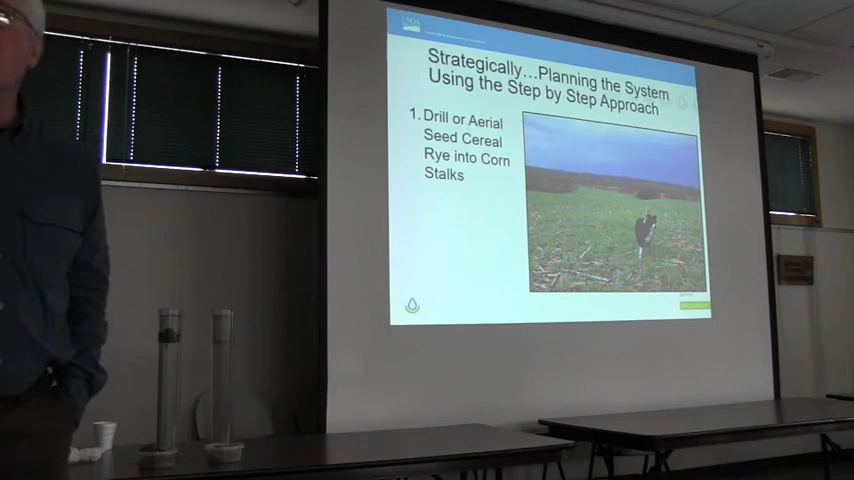 USDA
Strategically...Planning the System
Using the Step by Step Approach
1. Drill or Aerial
Seed Cereal
Rye into Corn
Stalks